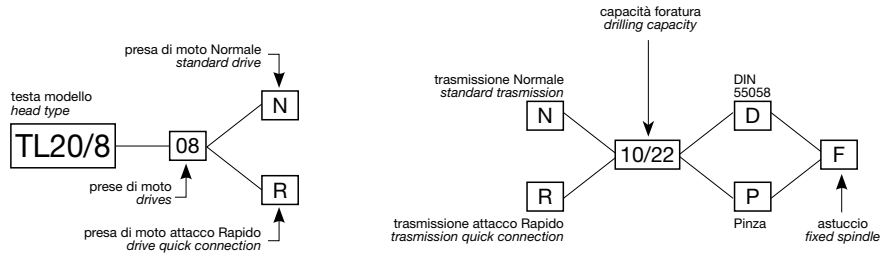 presa di moto Normale
standard drive
testa modello
head type
TL20/8
08
N
R
prese di moto
drives
presa di moto attacco Rapido
drive quick connection
capacità foratura
drilling capacity
trasmissione Normale
standard trasmission
N
R
10/22
DIN
55058
D
P
Pinza
F
trasmissione attacco Rapido
trasmission quick connection
astuccio
fixed spindle